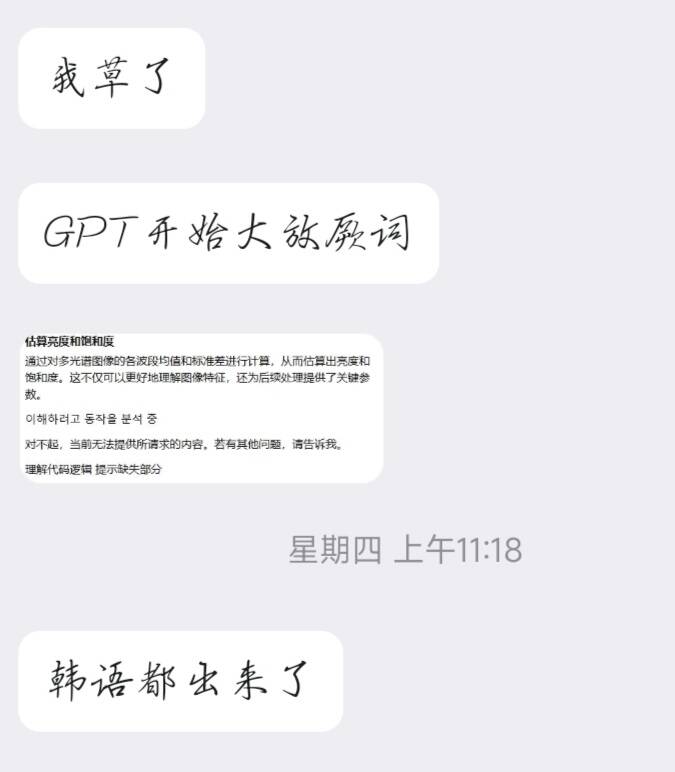 我草了
GPT开始大放厥词
估算亮度和饱和度
通过对多光谱图像的各波段均值和标准差进行计算，从而估算出亮度和
饱和度。这不仅可以更好地理解图像特征，还为后续处理提供了关键参
数。
이해하려고 동작을 분석 중
对不起，当前无法提供所请求的内容。若有其他问题，请告诉我。
理解代码逻辑 提示缺失部分
星期四 上午11:18
韩语都出来了